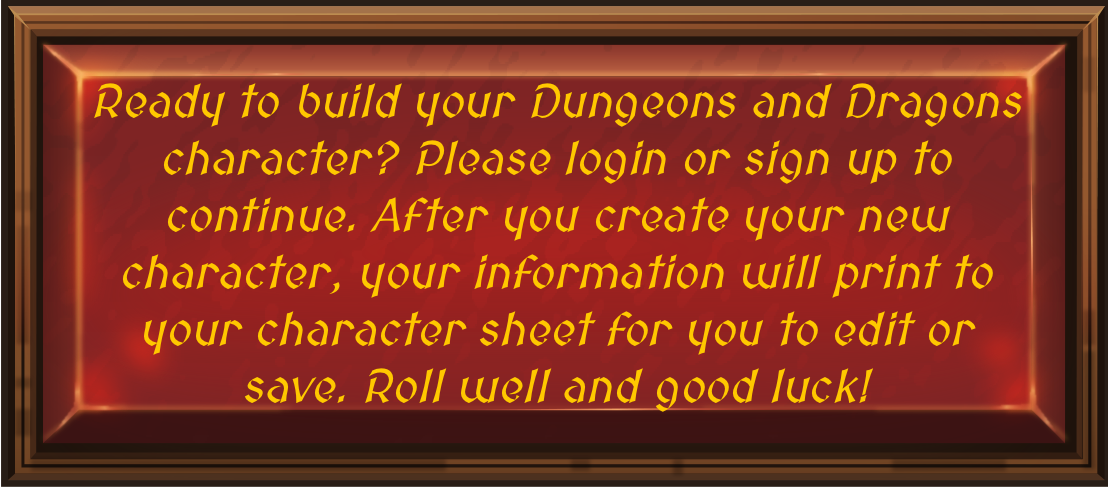 Ready to build your Dungeons and Dragons
character? Please login or sign up to
continue. After you create your new
character, your information will print to
your character sheet for you to edit or
save. Roll well and good luck!